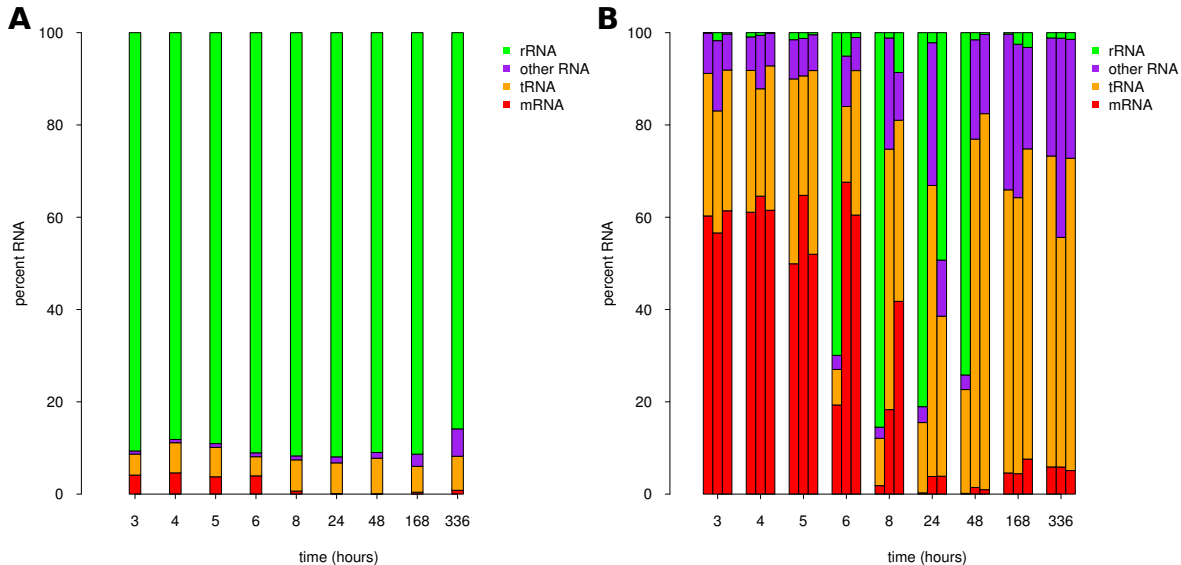 A
100
80
60
40
20
0
percent RNA
3 4 5 6 8 24 48 168 336
time (hours)
rRNA
other RNA
tRNA
mRNA
B
100
80
60
40
20
0
percent RNA
3 4 5 6 8 24 48 168 336
time (hours)
rRNA
other RNA
tRNA
mRNA